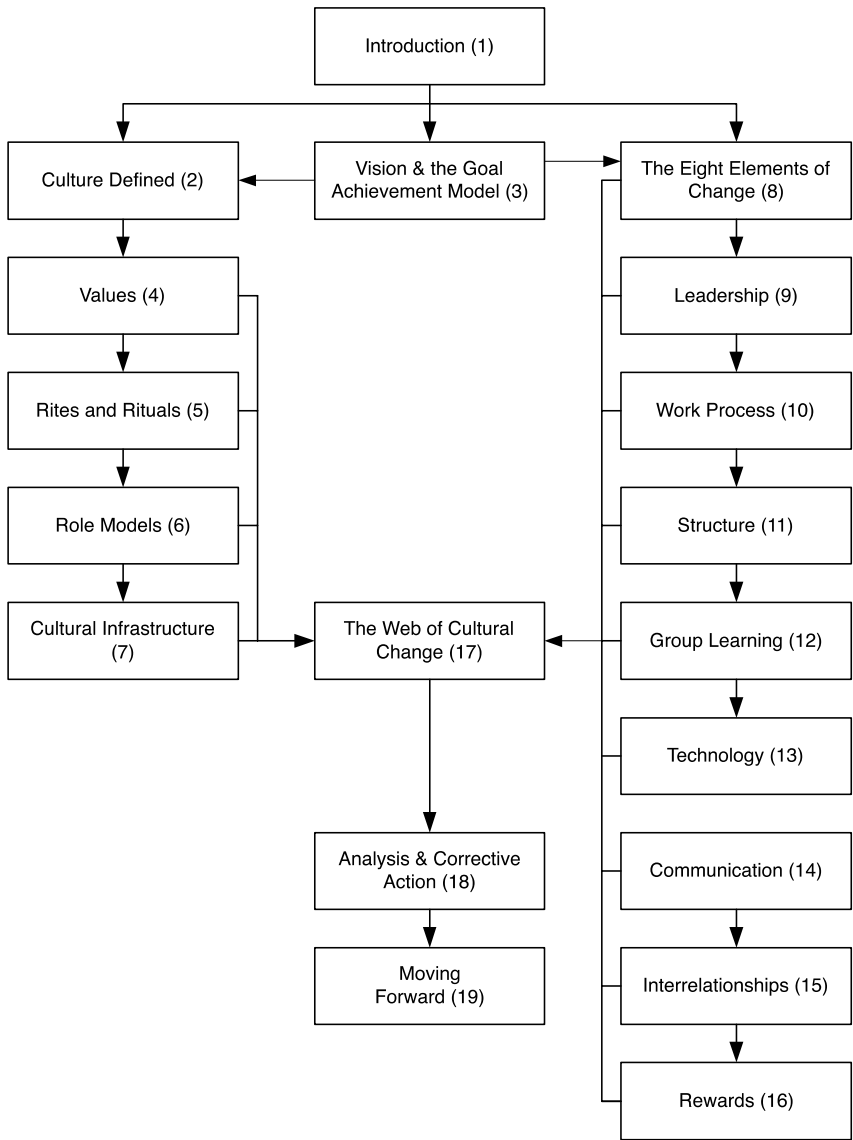 Introduction (1)
Culture Defined (2)
Vision & the Goal
Achievement Model (3)
The Eight Elements of
Change (8)
Values (4)
Leadership (9)
Rites and Rituals (5)
Work Process (10)
Role Models (6)
Structure (11)
Cultural Infrastructure
(7)
The Web of Cultural
Change (17)
Group Learning (12)
Technology (13)
Analysis & Corrective
Action (18)
Communication (14)
Moving
Forward (19)
Interrelationships (15)
Rewards (16)